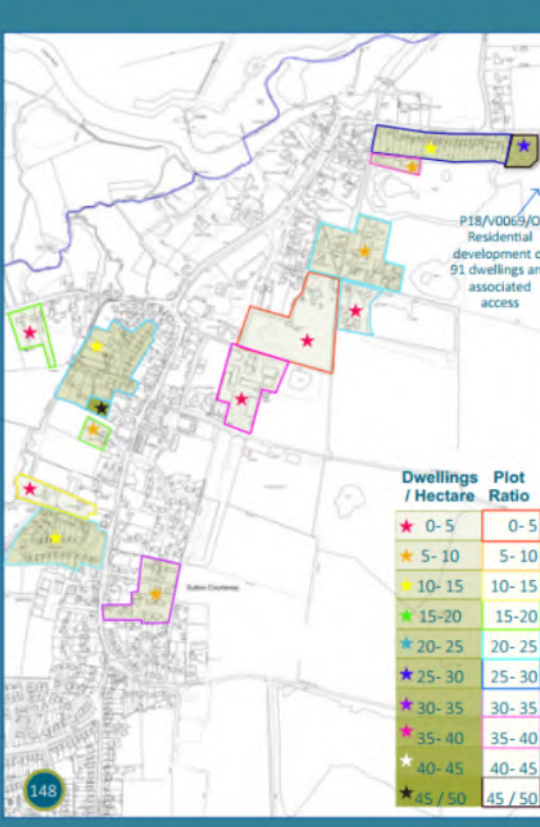 P18/V0069/O
Residential
development o
91 dwellings an
associated
access
Sutton Courtenay
Dwellings Plot
/ Hectare Ratio
0- 5 0- 5
5- 10 5- 10
10- 15 10- 15
15-20 15-20
20- 25 20- 25
25- 30 25- 30
30- 35 30- 35
35- 40 35- 40
40- 45 40- 45
45 / 50 45 / 50
148